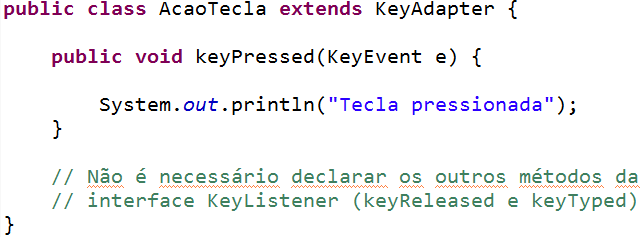 public class AcaoTecla extends KeyAdapter {
public void keyPressed(KeyEvent e) {
System.out.println("Tecla pressionada");
}
// Não é necessário declarar os outros métodos da
// interface KeyListener (keyReleased e keyTyped)
}